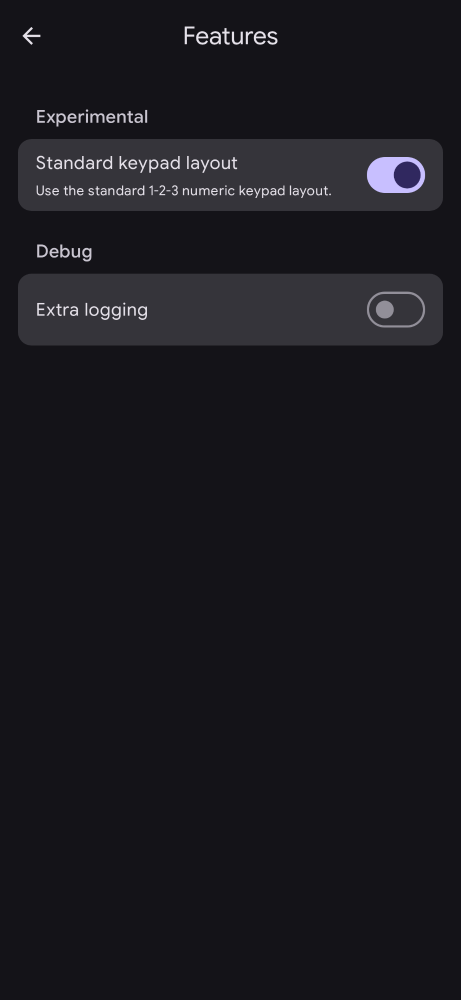 Features
Experimental
Standard keypad layout
Use the standard 1-2-3 numeric keypad layout.
Debug
Extra logging